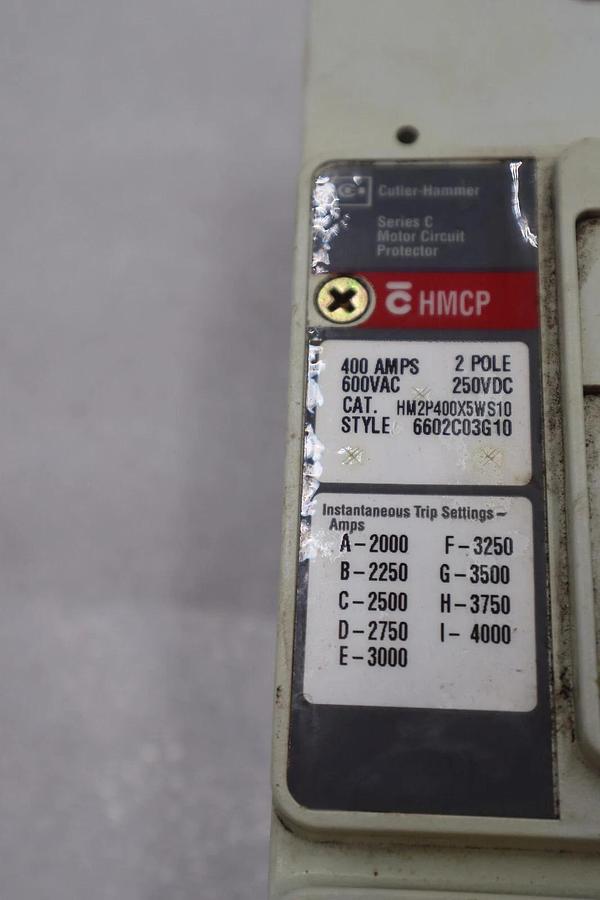 Cutler-Hammer
Series C
Motor Circuit
Protector
C HMCP
400 AMPS 2 POLE
600VAC 250VDC
CAT. HM2P400X5WS10
STYLE 6602C03G10
Instantaneous Trip Settings–
Amps
A–2000 F–3250
B–2250 G–3500
C–2500 H–3750
D–2750 I–4000
E–3000